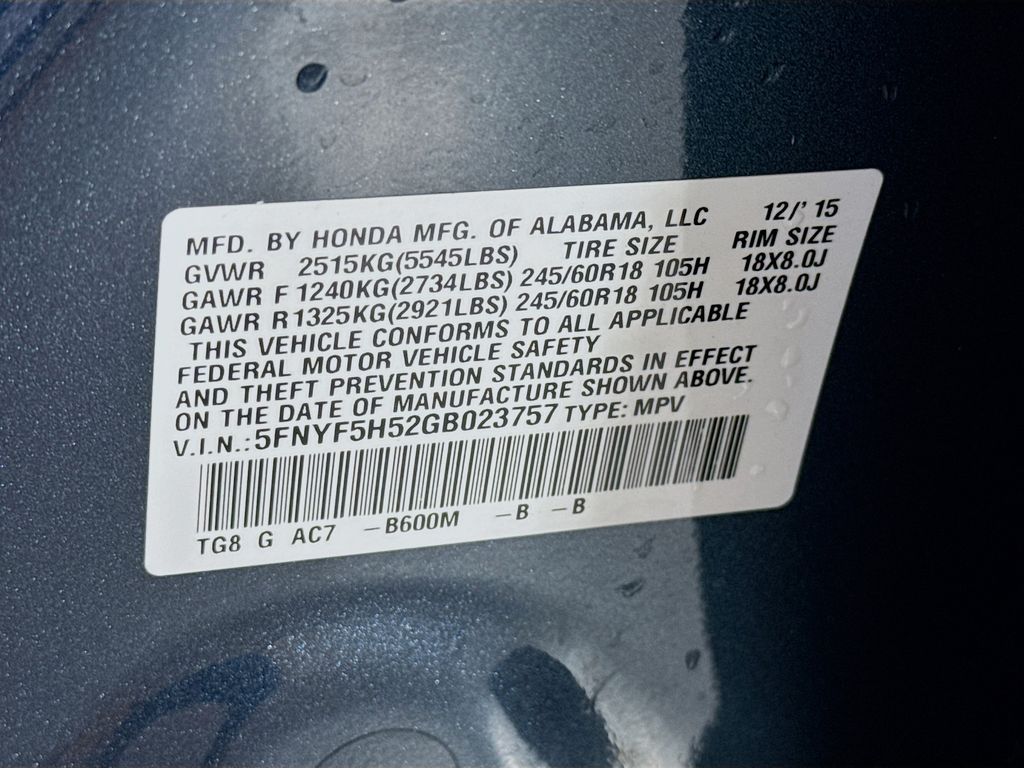 MFD. BY HONDA MFG. OF ALABAMA, LLC 12/' 15
GVWR 2515KG(5545LBS) TIRE SIZE RIM SIZE
GAWR F 1240KG(2734LBS) 245/60R18 105H 18X8.0J
GAWR R 1325KG(2921LBS) 245/60R18 105H 18X8.0J
THIS VEHICLE CONFORMS TO ALL APPLICABLE
FEDERAL MOTOR VEHICLE SAFETY
AND THEFT PREVENTION STANDARDS IN EFFECT
ON THE DATE OF MANUFACTURE SHOWN ABOVE.
V.I.N.: 5FNYF5H52GB023757 TYPE: MPV
TG8 G AC7 -B600M -B -B